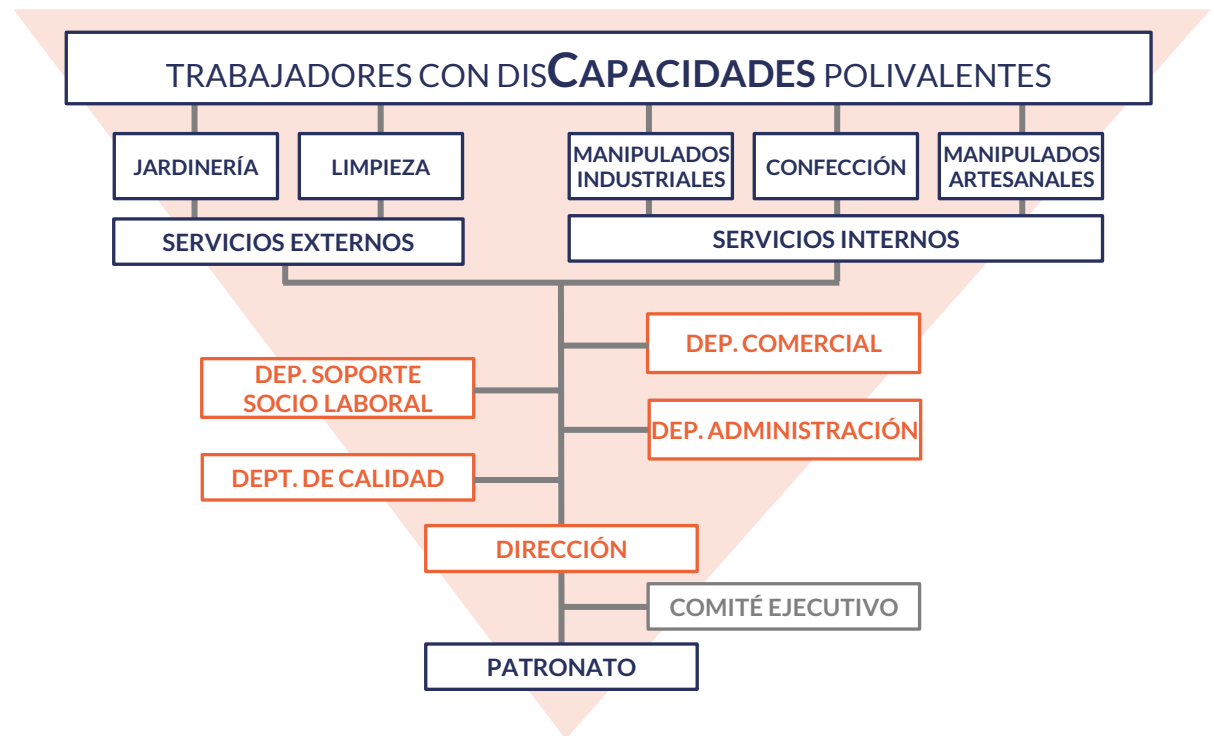 TRABAJADORES CON DISCAPACIDADES POLIVALENTES
JARDINERÍA
LIMPIEZA
MANIPULADOS
INDUSTRIALES
CONFECCIÓN
MANIPULADOS
ARTESANALES
SERVICIOS EXTERNOS
SERVICIOS INTERNOS
DEP. COMERCIAL
DEP. SOPORTE
SOCIO LABORAL
DEP. ADMINISTRACIÓN
DEPT. DE CALIDAD
DIRECCIÓN
COMITÉ EJECUTIVO
PATRONATO